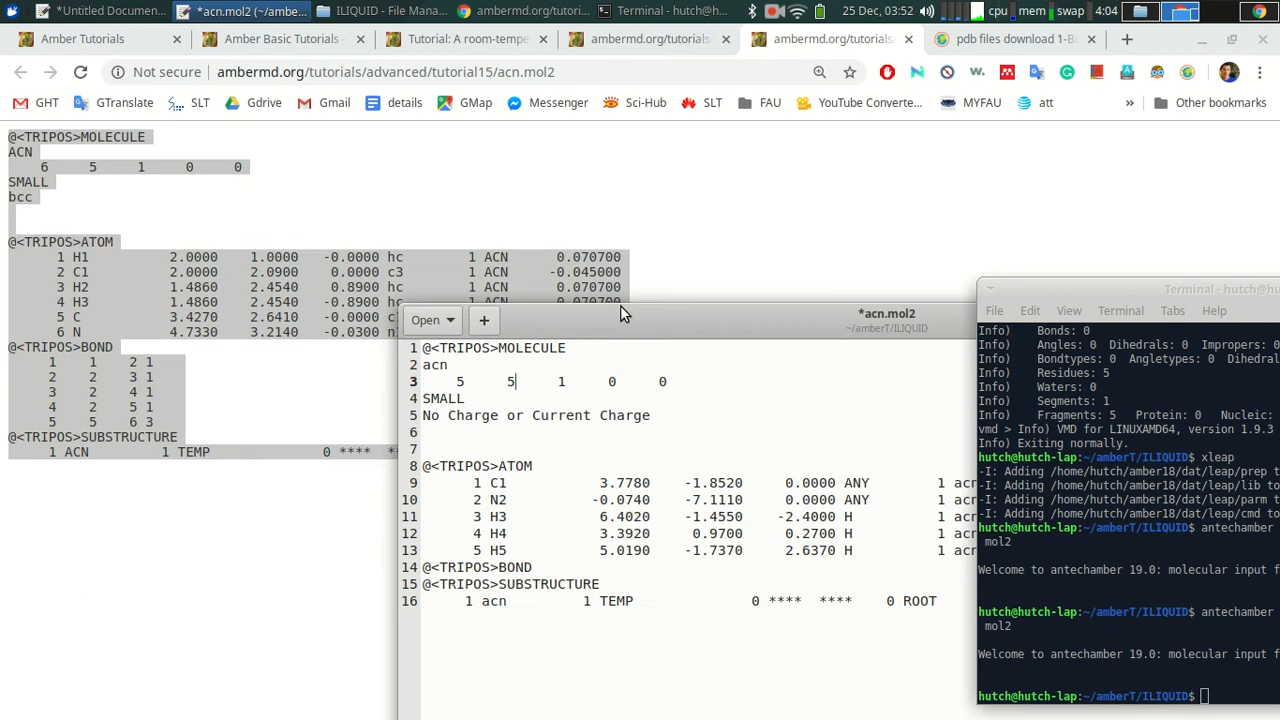 *Untitled Documen...
*acn.mol2 (~/ambe...
ILIQUID - File Mana...
ambermd.org/tutori...
Terminal - hutch@h...
25 Dec, 03:52
cpu
mem
swap
4:04
Amber Tutorials
Amber Basic Tutorials -
Tutorial: A room-tempe
ambermd.org/tutorials
ambermd.org/tutorials
pdb files download 1-Bu
Not secure
ambermd.org/tutorials/advanced/tutorial15/acn.mol2
GHT
GTranslate
SLT
Gdrive
Gmail
details
GMap
Messenger
Sci-Hub
SLT
FAU
YouTube Converte...
MYFAU
att
»
Other bookmarks
@<TRIPOS>MOLECULE
ACN
6 5 1 0 0
SMALL
bcc
@<TRIPOS>ATOM
1 H1 2.0000 1.0000 -0.0000 hc 1 ACN 0.070700
2 C1 2.0000 2.0900 0.0000 c3 1 ACN -0.045000
3 H2 1.4860 2.4540 0.8900 hc 1 ACN 0.070700
4 H3 1.4860 2.4540 -0.8900 hc 1 ACN 0.070700
5 C 3.4270 2.6410 -0.0000
6 N 4.7330 3.2140 -0.0300
@<TRIPOS>BOND
1 1 2 1
2 2 3 1
3 2 4 1
4 2 5 1
5 5 6 3
@<TRIPOS>SUBSTRUCTURE
1 ACN 1 TEMP 0 ****
Open
+
*acn.mol2
~/amberT/ILIQUID
1 @<TRIPOS>MOLECULE
2 acn
3 5 5 1 0 0
4 SMALL
5 No Charge or Current Charge
6
7
8 @<TRIPOS>ATOM
9 1 C1 3.7780 -1.8520 0.0000 ANY 1 acn
10 2 N2 -0.0740 -7.1110 0.0000 ANY 1 acn
11 3 H3 6.4020 -1.4550 -2.4000 H 1 acn
12 4 H4 3.3920 0.9700 0.2700 H 1 acn
13 5 H5 5.0190 -1.7370 2.6370 H 1 acn
14 @<TRIPOS>BOND
15 @<TRIPOS>SUBSTRUCTURE
16 1 acn 1 TEMP 0 **** **** 0 ROOT
Terminal - hutch@hu
File
Edit
View
Terminal
Tabs
Help
Info) Bonds: 0
Info) Angles: 0 Dihedrals: 0 Impropers: 0
Info) Bondtypes: 0 Angletypes: 0 Dihedral
Info) Residues: 5
Info) Waters: 0
Info) Segments: 1
Info) Fragments: 5 Protein: 0 Nucleic:
vmd > Info) VMD for LINUXAMD64, version 1.9.3
Info) Exiting normally.
hutch@hutch-lap:~/amberT/ILIQUID$ xleap
-I: Adding /home/hutch/amber18/dat/leap/prep t
-I: Adding /home/hutch/amber18/dat/leap/lib to
-I: Adding /home/hutch/amber18/dat/leap/parm t
-I: Adding /home/hutch/amber18/dat/leap/cmd to
hutch@hutch-lap:~/amberT/ILIQUID$ antechamber
mol2
Welcome to antechamber 19.0: molecular input f
hutch@hutch-lap:~/amberT/ILIQUID$ antechamber
mol2
Welcome to antechamber 19.0: molecular input f
hutch@hutch-lap:~/amberT/ILIQUID$